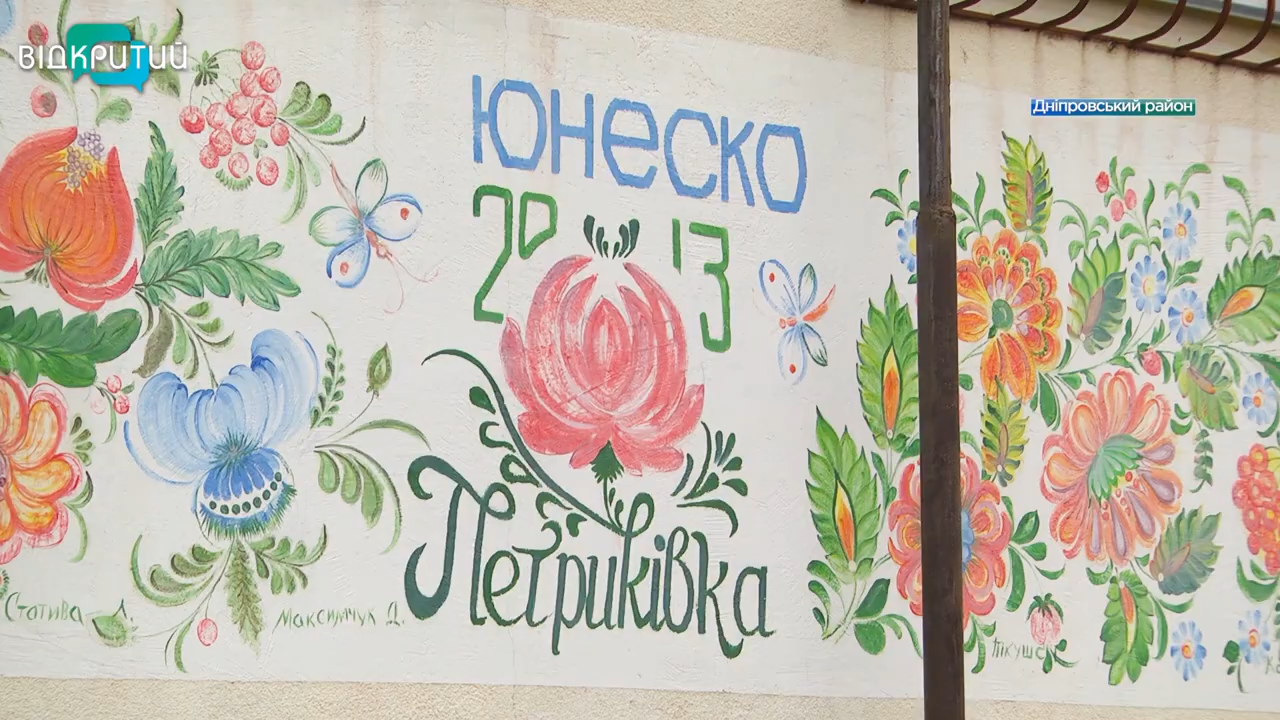 ВІДКРИТИЙ
Дніпровський район
ЮНЕСКО
2013
Петриківка
Статива
Максимчук Д.